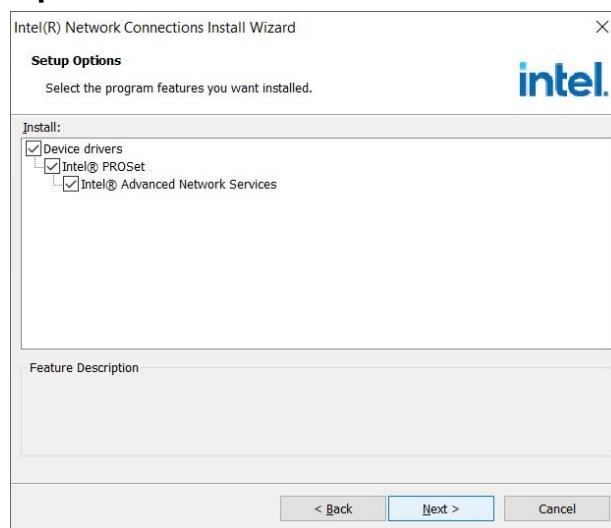 Intel(R) Network Connections Install Wizard
Setup Options
Select the program features you want installed.
intel.
Install:
Device drivers
Intel® PROSet
Intel® Advanced Network Services
Feature Description
< Back Next > Cancel